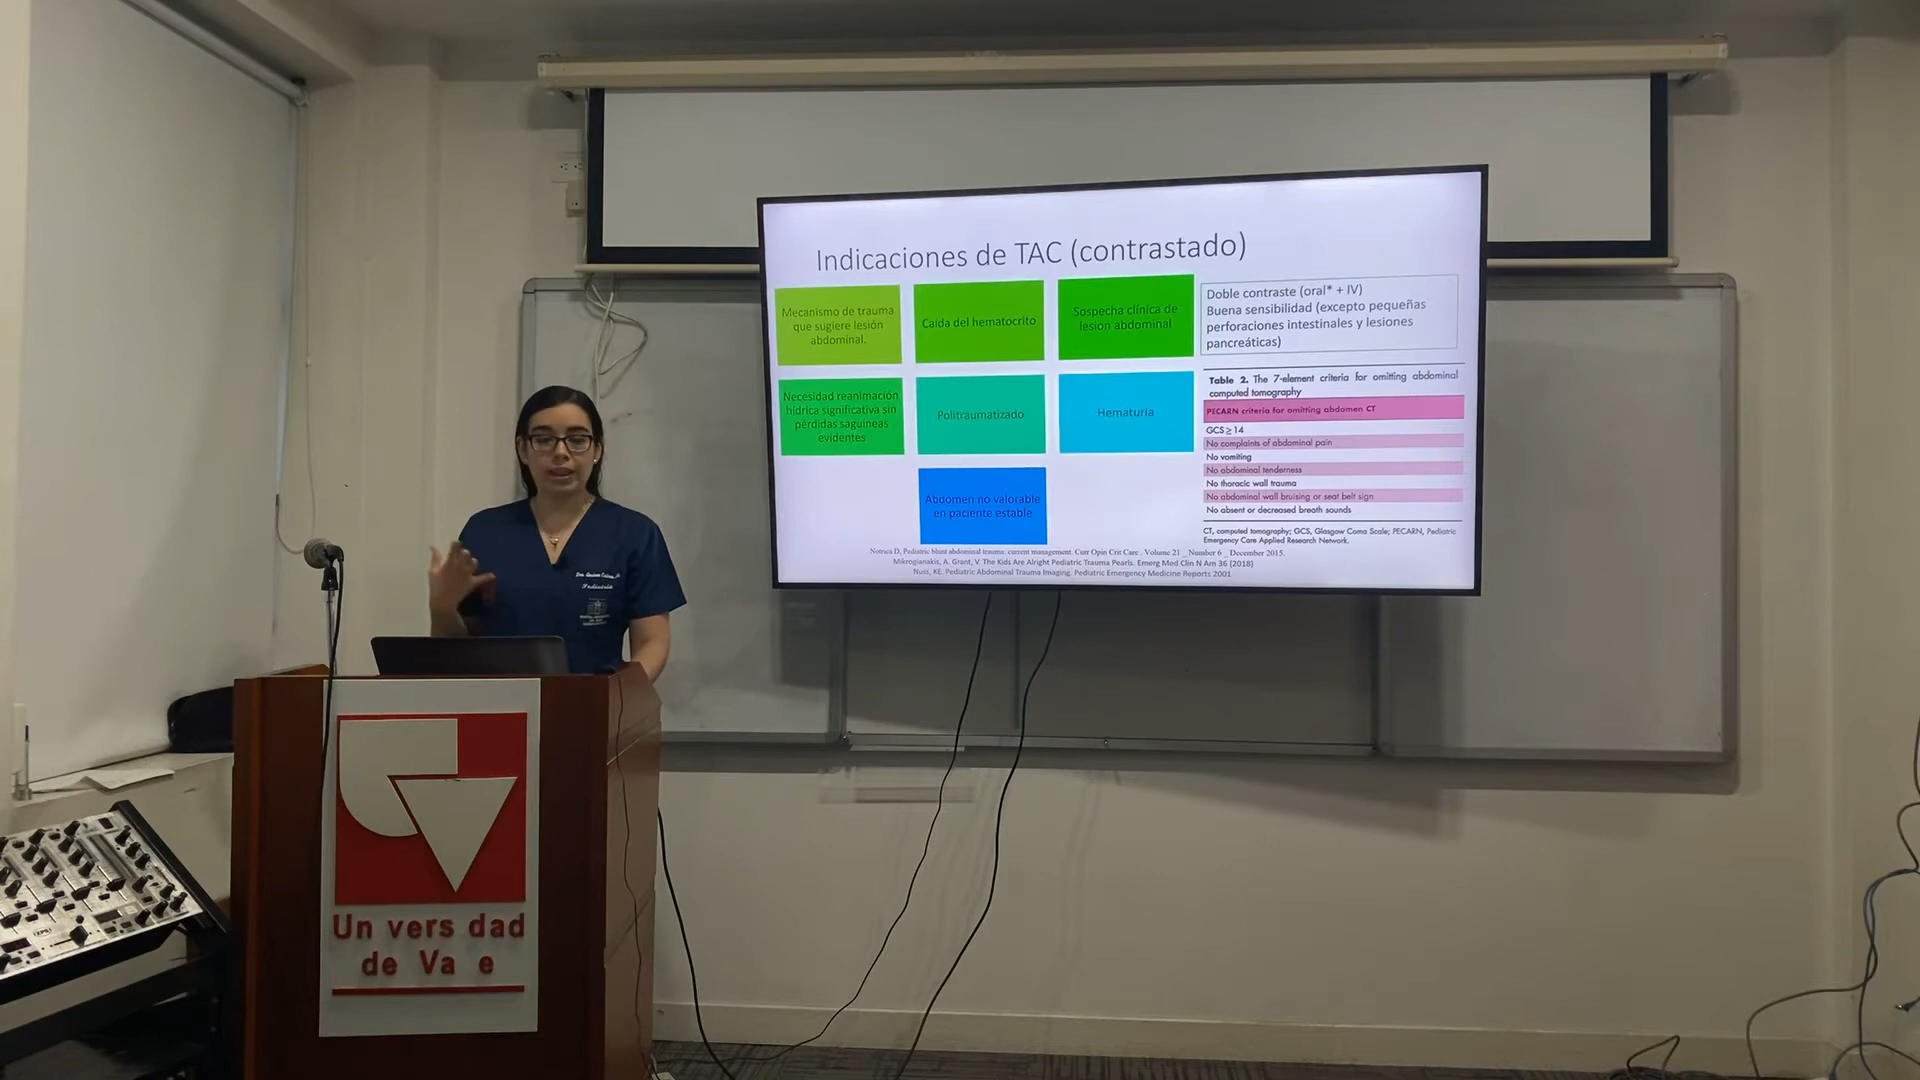 Indicaciones de TAC (contrastado)
Mecanismo de trauma
que sugiere lesión
abdominal.
Caída del hematocrito
Sospecha clínica de
lesion abdominal
Necesidad reanimación
hídrica significativa sin
pérdidas saguineas
evidentes
Politraumatizado
Hematuria
Abdomen no valorable
en paciente estable
Doble contraste (oral* + IV)
Buena sensibilidad (excepto pequeñas
perforaciones intestinales y lesiones
pancreáticas)
Table 2. The 7-element criteria for omitting abdominal
computed tomography
PECARN criteria for omitting abdomen CT
GCS ≥ 14
No complaints of abdominal pain
No vomiting
No abdominal tenderness
No thoracic wall trauma
No abdominal wall bruising or seat belt sign
No absent or decreased breath sounds
CT, computed tomography; GCS, Glasgow Coma Scale; PECARN, Pediatric
Emergency Care Applied Research Network.
Notrica D, Pediatric blunt abdominal trauma: current management. Curr Opin Crit Care . Volume 21 _ Number 6 _ December 2015.
Mikrogianakis, A. Grant, V. The Kids Are Alright Pediatric Trauma Pearls. Emerg Med Clin N Am 36 (2018)
Nuss, KE. Pediatric Abdominal Trauma Imaging. Pediatric Emergency Medicine Reports 2001
Dra.
Pediatría
Un vers dad
de Va e